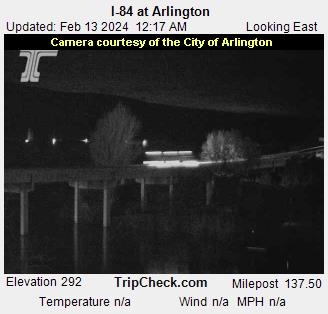 I-84 at Arlington
Updated: Feb 13 2024 12:17 AM Looking East
Camera courtesy of the City of Arlington
Elevation 292 TripCheck.com Milepost 137.50
Temperature n/a Wind n/a MPH n/a